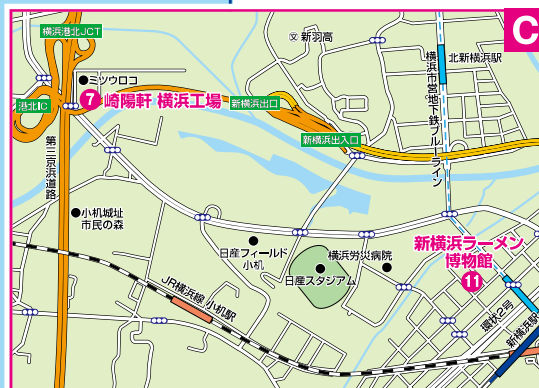 C
横浜港北JCT
文 新羽高
北新横浜駅
ミツウロコ
7 崎陽軒 横浜工場
港北IC
新横浜出口
新横浜出入口
横浜市営地下鉄ブルーライン
第三京浜道路
小机城址
市民の森
日産フィールド
小机
横浜労災病院
日産スタジアム
新横浜ラーメン
博物館
11
JR横浜線 小机駅
環状2号
新横浜駅